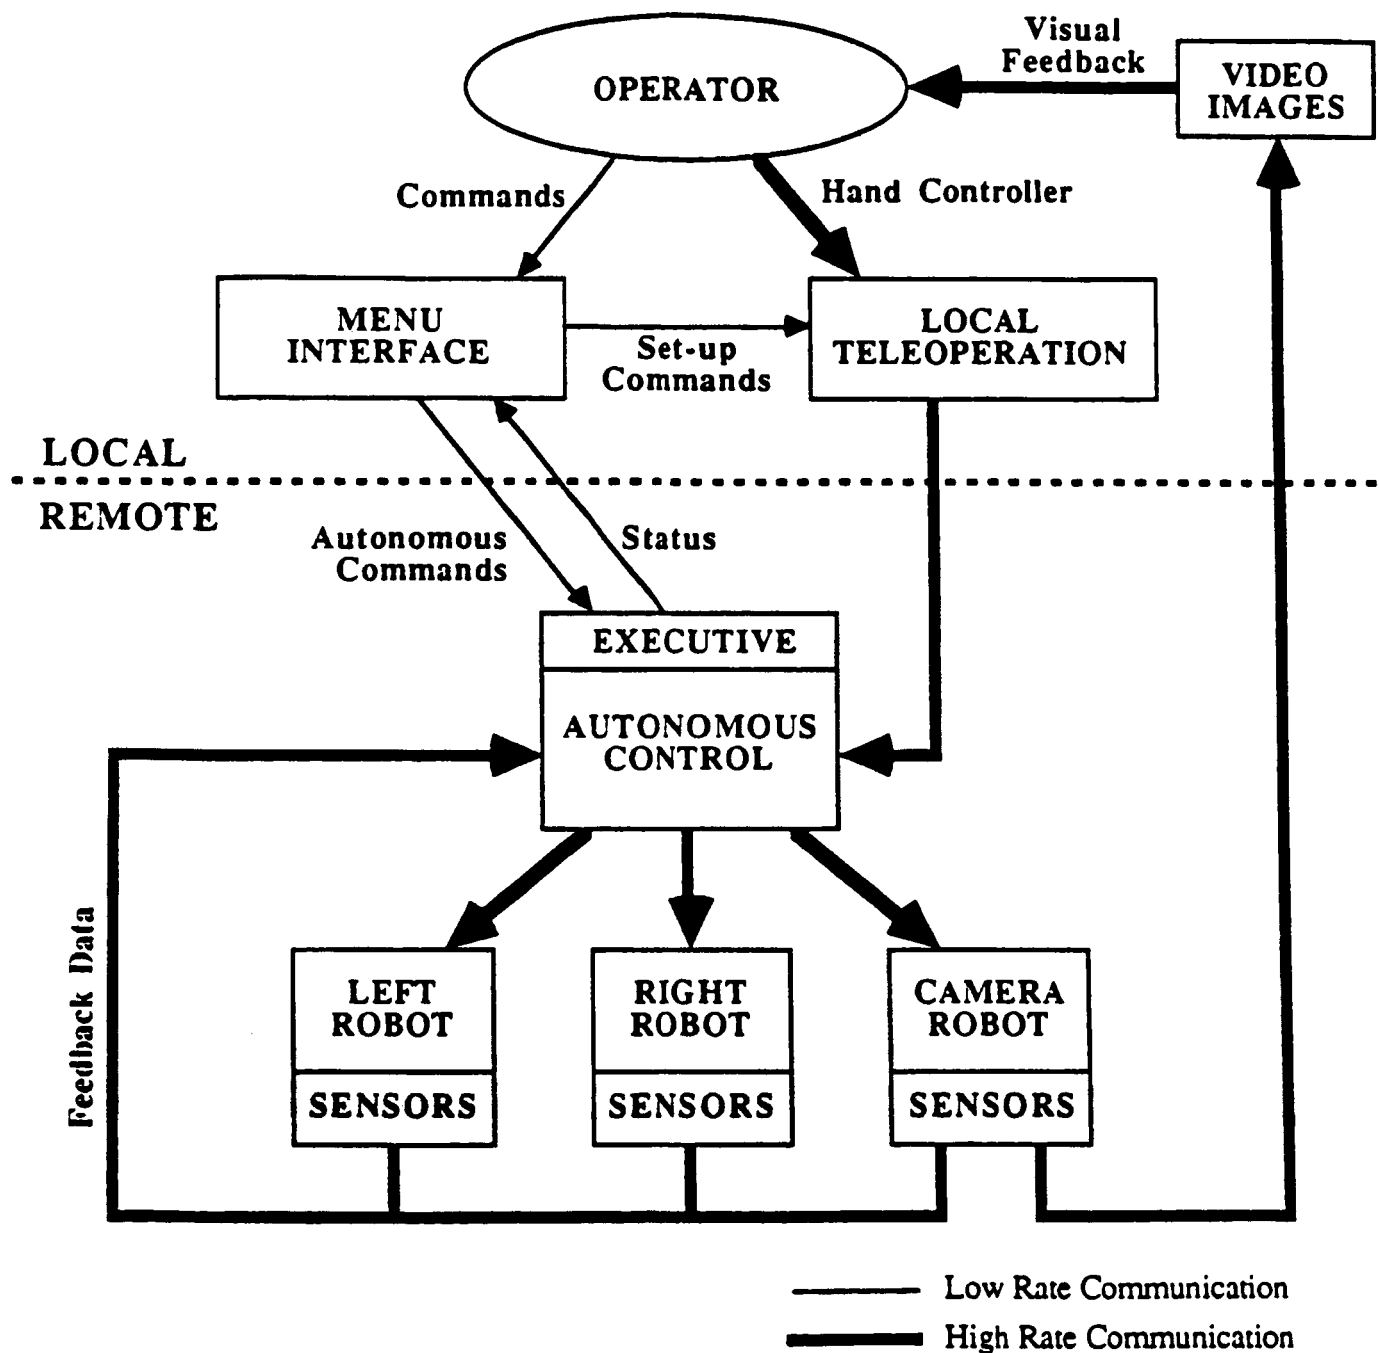 Visual
Feedback
VIDEO
IMAGES
OPERATOR
Commands
Hand Controller
MENU
INTERFACE
Set-up
Commands
LOCAL
TELEOPERATION
LOCAL
REMOTE
Autonomous
Commands
Status
EXECUTIVE
AUTONOMOUS
CONTROL
Feedback Data
LEFT
ROBOT
SENSORS
RIGHT
ROBOT
SENSORS
CAMERA
ROBOT
SENSORS
Low Rate Communication
High Rate Communication